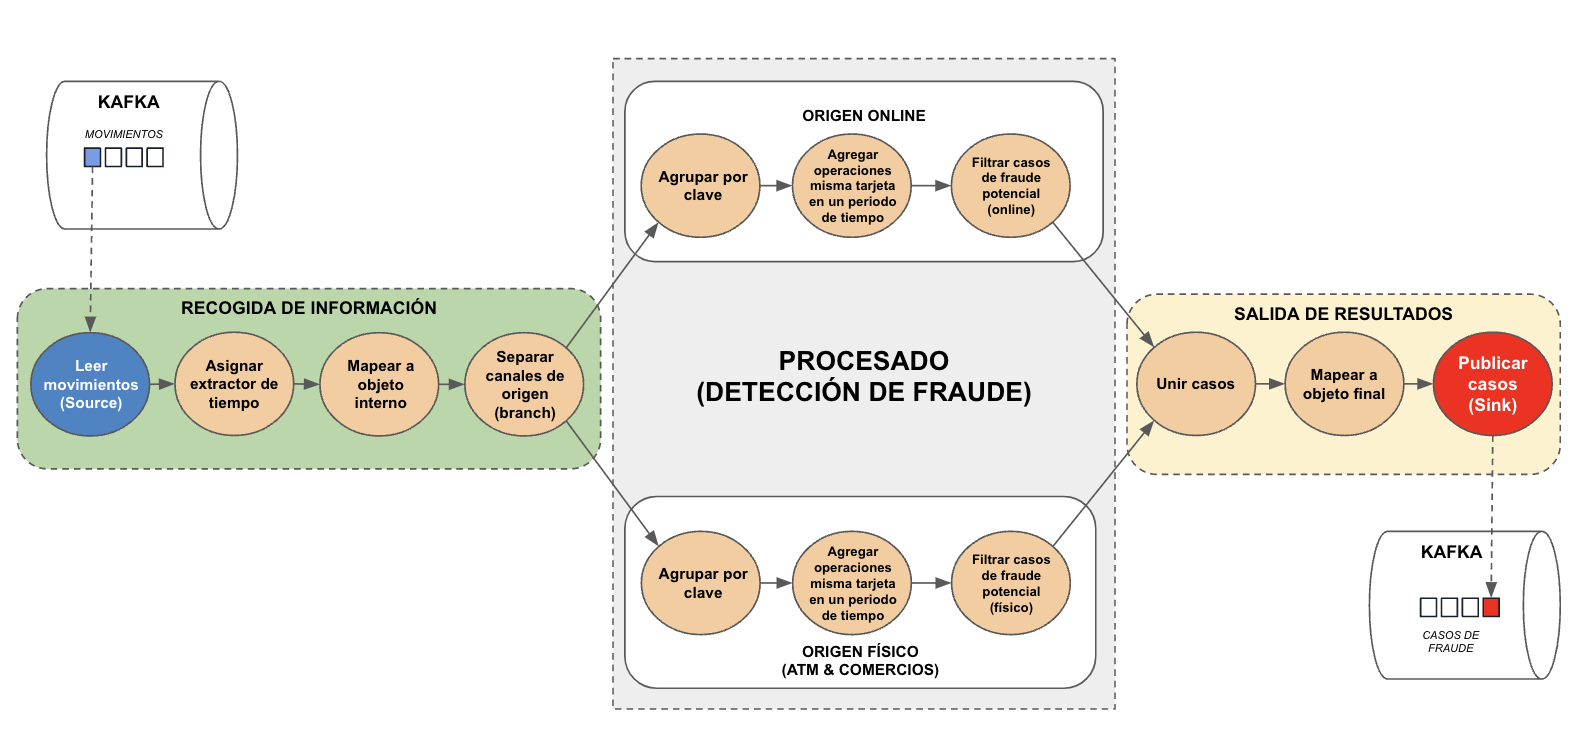 KAFKA
MOVIMIENTOS
RECOGIDA DE INFORMACIÓN
Leer
movimientos
(Source)
Asignar
extractor de
tiempo
Mapear a
objeto
interno
Separar
canales de
origen
(branch)
PROCESADO
(DETECCIÓN DE FRAUDE)
ORIGEN ONLINE
Agrupar por
clave
Agregar
operaciones
misma tarjeta
en un periodo
de tiempo
Filtrar casos
de fraude
potencial
(online)
Agrupar por
clave
Agregar
operaciones
misma tarjeta
en un periodo
de tiempo
Filtrar casos
de fraude
potencial
(físico)
ORIGEN FÍSICO
(ATM & COMERCIOS)
SALIDA DE RESULTADOS
Unir casos
Mapear a
objeto final
Publicar
casos
(Sink)
KAFKA
CASOS DE
FRAUDE